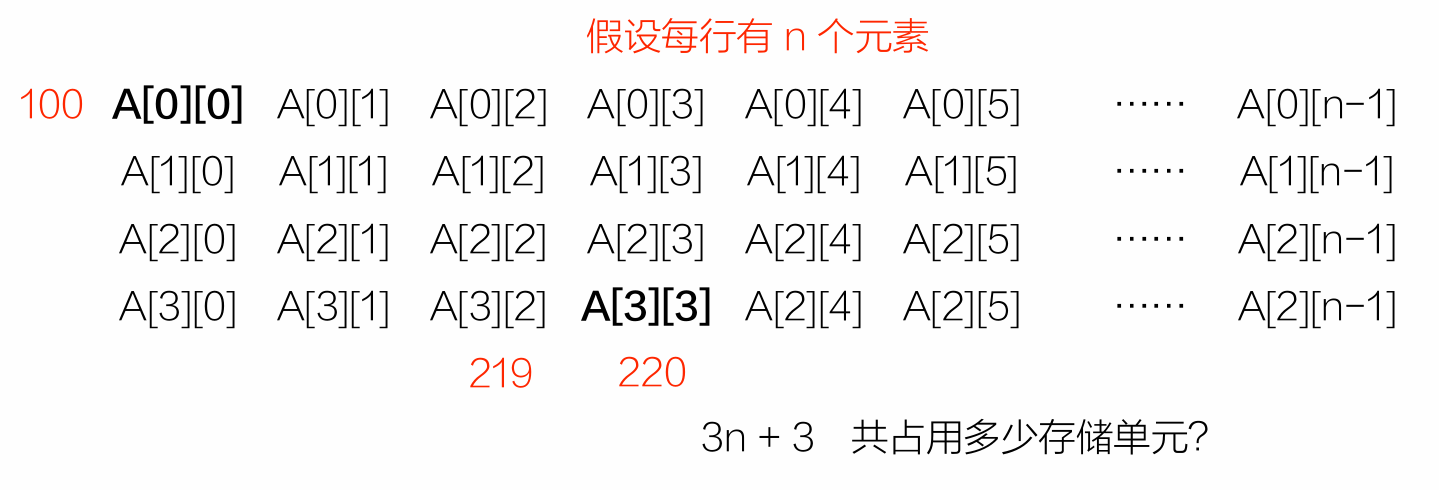 假设每行有 n 个元素
100 A[0][0] A[0][1] A[0][2] A[0][3] A[0][4] A[0][5] …… A[0][n-1]
A[1][0] A[1][1] A[1][2] A[1][3] A[1][4] A[1][5] …… A[1][n-1]
A[2][0] A[2][1] A[2][2] A[2][3] A[2][4] A[2][5] …… A[2][n-1]
A[3][0] A[3][1] A[3][2] A[3][3] A[2][4] A[2][5] …… A[2][n-1]
219 220
3n + 3 共占用多少存储单元?